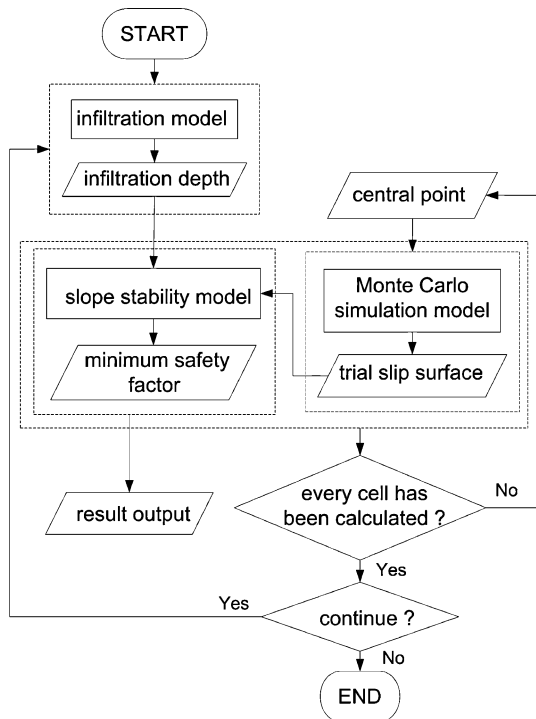 START
infiltration model
infiltration depth
central point
slope stability model
Monte Carlo
simulation model
minimum safety
factor
trial slip surface
result output
every cell has
been calculated ?
No
Yes
Yes
continue ?
No
END